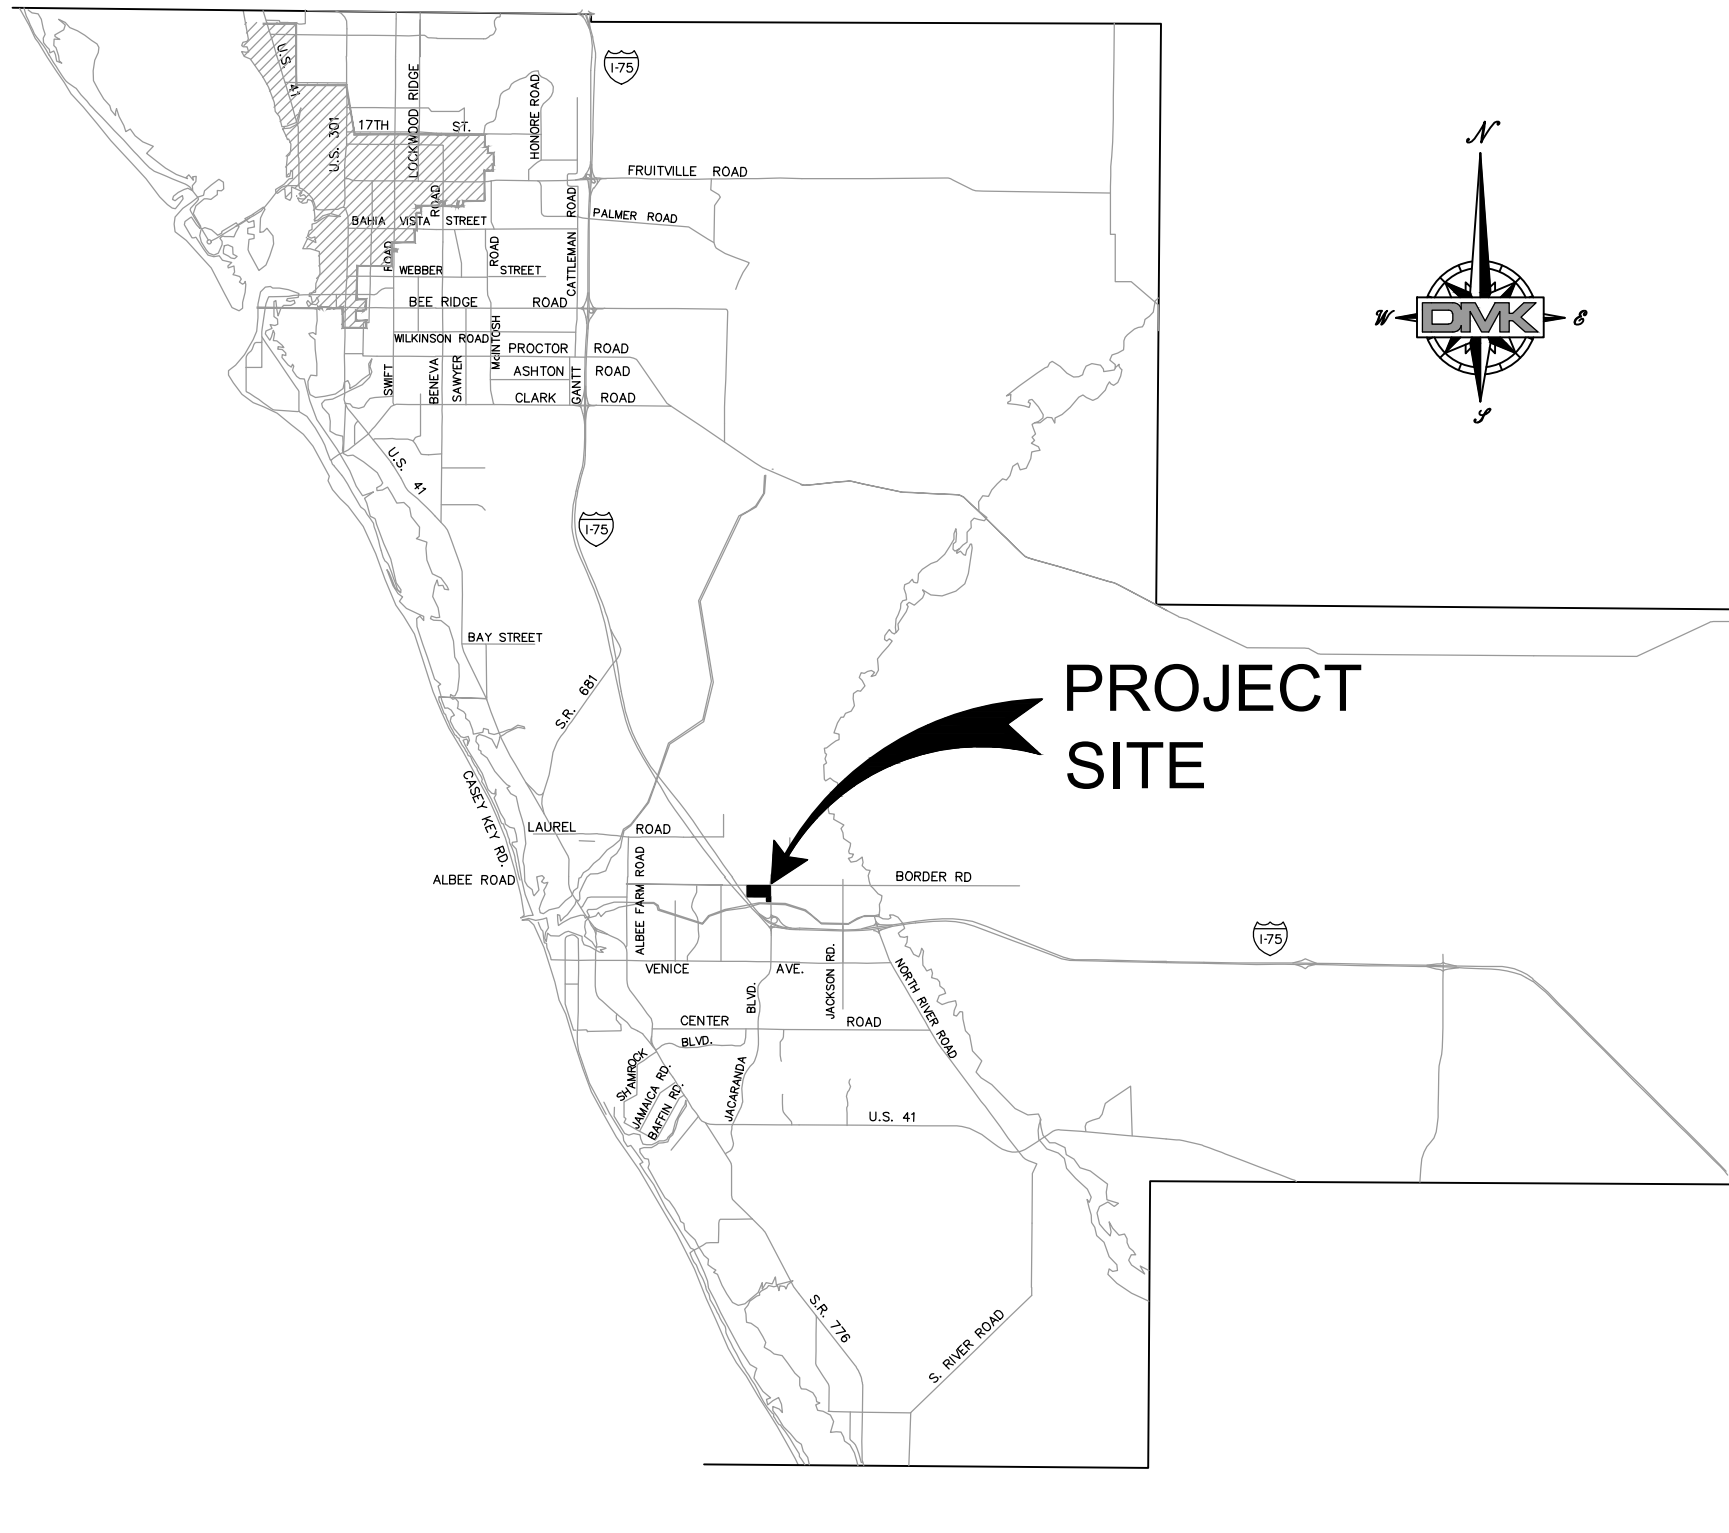 U.S. 41
U.S. 301
17TH ST.
LOCKWOOD RIDGE ROAD
HONORE ROAD
I-75
FRUITVILLE ROAD
PALMER ROAD
BAHIA VISTA STREET
CATTLEMAN ROAD
WEBBER STREET
BEE RIDGE ROAD
WILKINSON ROAD
McINTOSH ROAD
PROCTOR ROAD
ASHTON ROAD
CLARK ROAD
SWIFT ROAD
BENEVA
SAWYER
GANTT
N
W
DMK
E
S
U.S. 41
I-75
BAY STREET
S.R. 681
PROJECT
SITE
CASEY KEY RD.
LAUREL ROAD
ALBEE ROAD
ALBEE FARM ROAD
BORDER RD
I-75
VENICE AVE.
JACKSON RD.
NORTH RIVER ROAD
CENTER ROAD
SHAMROCK BLVD.
JACARANDA BLVD.
JAMAICA RD.
BAFFIN RD.
U.S. 41
S.R. 776
S. RIVER ROAD